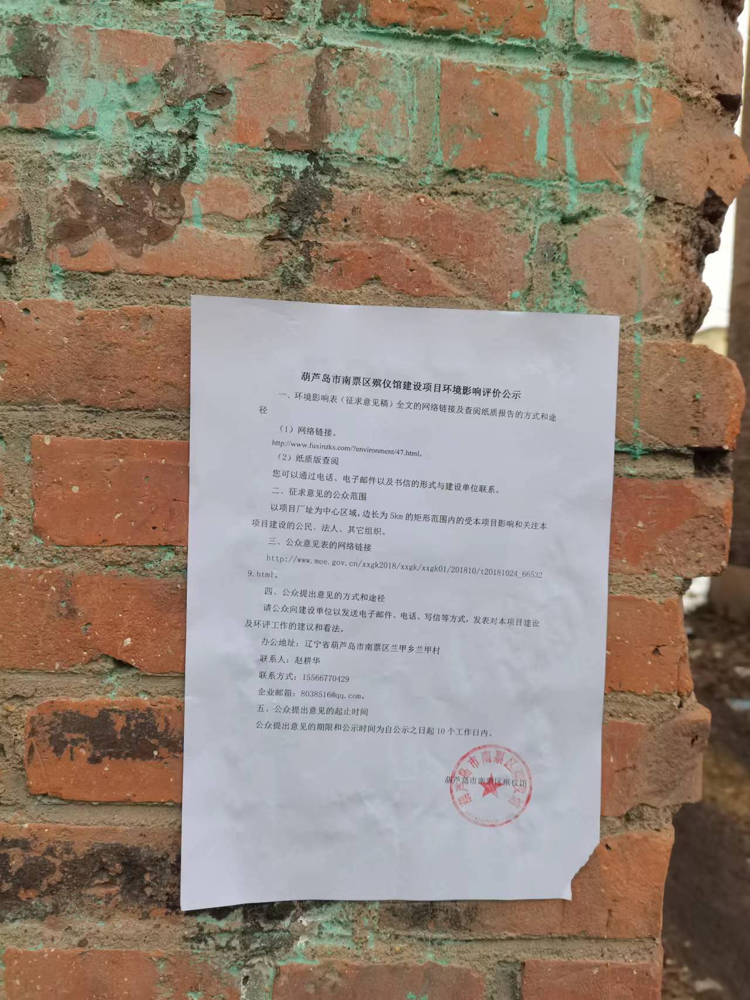 葫芦岛市南票区殡仪馆建设项目环境影响评价公示
一、环境影响表（征求意见稿）全文的网络链接及查阅纸质报告的方式和途
径
（1）网络链接。
http://www.fuxinzks.com/?environment/47.html。
（2）纸质版查阅
您可以通过电话、电子邮件以及书信的形式与建设单位联系。
二、征求意见的公众范围
以项目厂址为中心区域，边长为 5km 的矩形范围内的受本项目影响和关注本
项目建设的公民、法人、其它组织。
三、公众意见表的网络链接
http://www.mee.gov.cn/xxgk2018/xxgk/xxgk01/201810/t20181024_66532
9.html。
四、公众提出意见的方式和途径
请公众向建设单位以发送电子邮件、电话、写信等方式，发表对本项目建设
及环评工作的建议和看法。
办公地址：辽宁省葫芦岛市南票区兰甲乡兰甲村
联系人：赵耕华
联系方式：15566770429
企业邮箱：8038516@qq.com。
五、公众提出意见的起止时间
公众提出意见的期限和公示时间为自公示之日起 10 个工作日内。
葫芦岛市南票区殡仪馆
葫芦岛市南票区殡仪馆